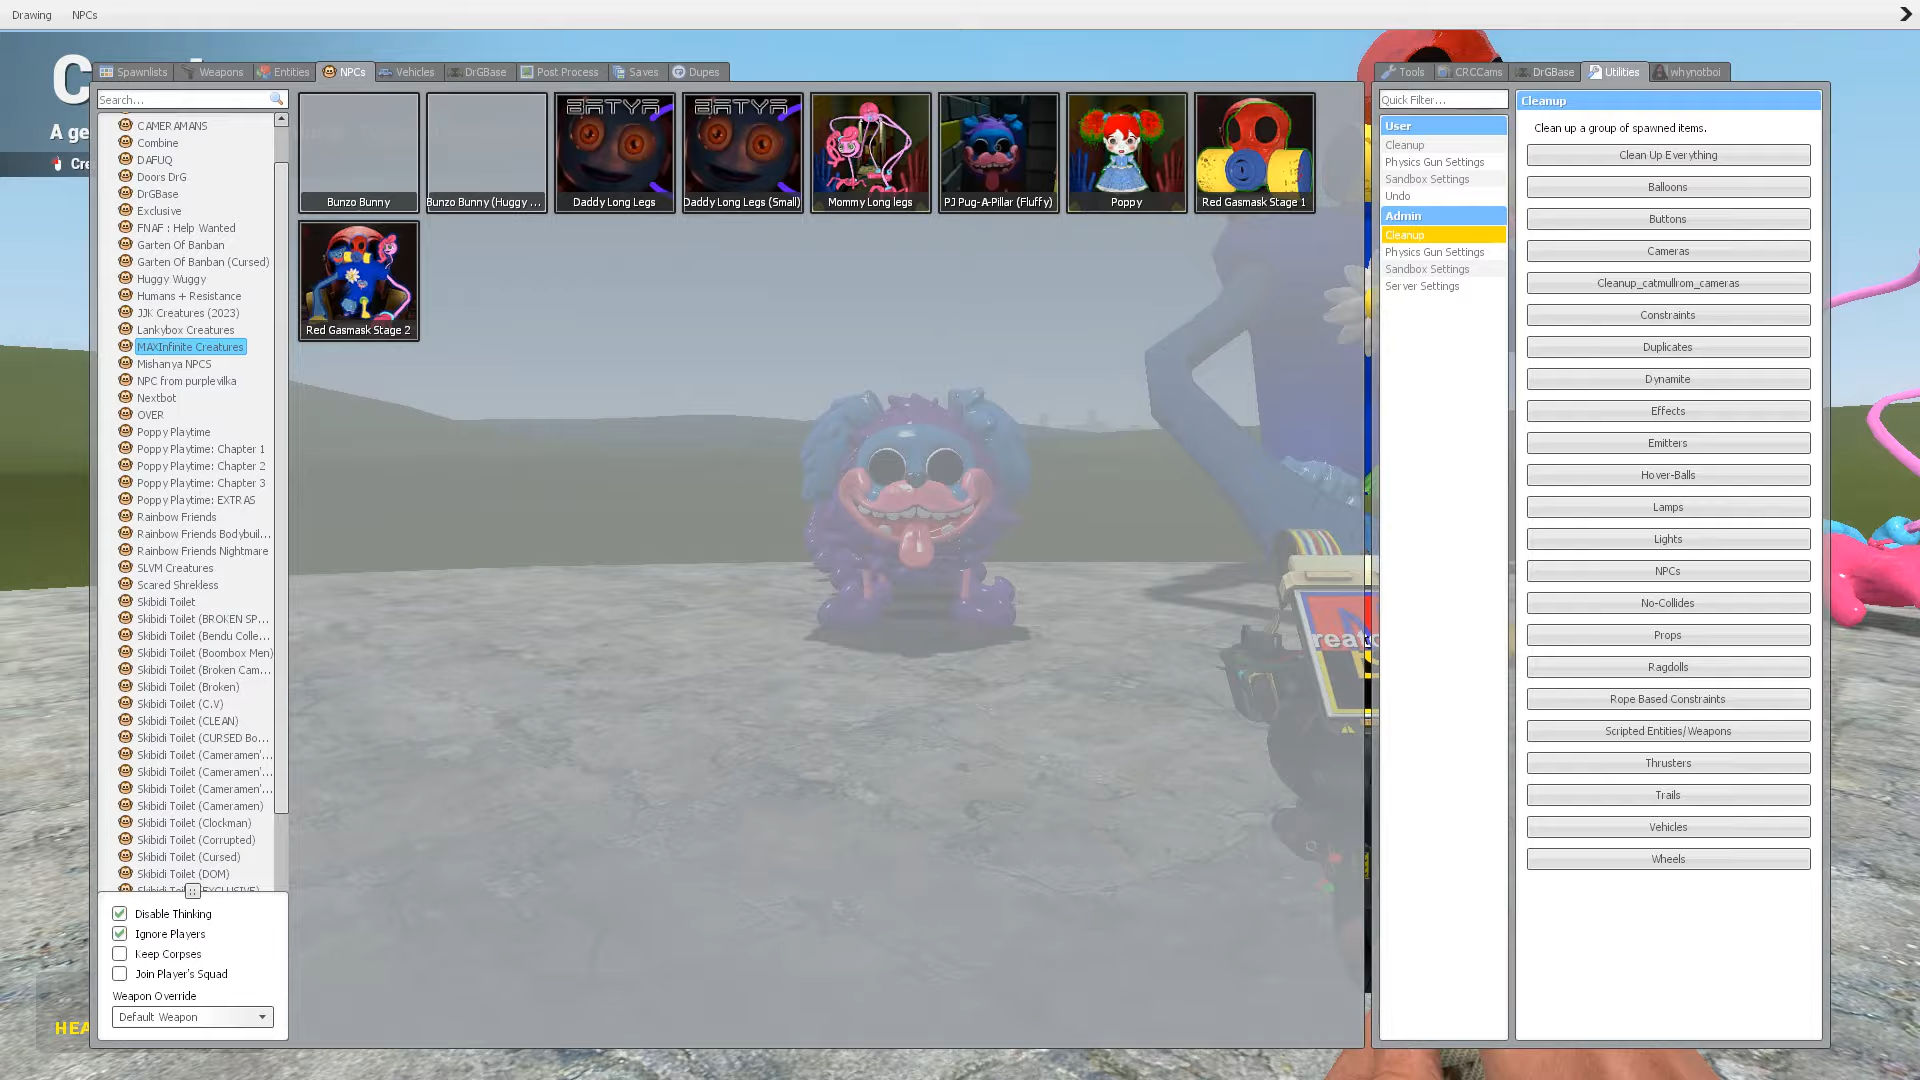 Drawing NPCs
C
A ge
Cre
Spawnlists Weapons Entities NPCs Vehicles DrGBase Post Process Saves Dupes
Search...
CAMERAMANS
Combine
DAFUQ
Doors DrG
DrGBase
Exclusive
FNAF : Help Wanted
Garten Of Banban
Garten Of Banban (Cursed)
Huggy Wuggy
Humans + Resistance
JJK Creatures (2023)
Lankybox Creatures
MAXInfinite Creatures
Mishanya NPCS
NPC from purplevilka
Nextbot
OVER
Poppy Playtime
Poppy Playtime: Chapter 1
Poppy Playtime: Chapter 2
Poppy Playtime: Chapter 3
Poppy Playtime: EXTRAS
Rainbow Friends
Rainbow Friends Bodybuil...
Rainbow Friends Nightmare
SLVM Creatures
Scared Shrekless
Skibidi Toilet
Skibidi Toilet (BROKEN SP...
Skibidi Toilet (Bendu Colle...
Skibidi Toilet (Boombox Men)
Skibidi Toilet (Broken Cam...
Skibidi Toilet (Broken)
Skibidi Toilet (C.V)
Skibidi Toilet (CLEAN)
Skibidi Toilet (CURSED Bo...
Skibidi Toilet (Cameramen'...
Skibidi Toilet (Cameramen'...
Skibidi Toilet (Cameramen'...
Skibidi Toilet (Cameramen)
Skibidi Toilet (Clockman)
Skibidi Toilet (Corrupted)
Skibidi Toilet (Cursed)
Skibidi Toilet (DOM)
Skibidi Toilet (EXCLUSIVE)
Disable Thinking
Ignore Players
Keep Corpses
Join Player's Squad
Weapon Override
Default Weapon
HEA
BATYA BATYA
Bunzo Bunny Bunzo Bunny (Huggy ... Daddy Long Legs Daddy Long Legs (Small) Mommy Long legs PJ Pug-A-Pillar (Fluffy) Poppy Red Gasmask Stage 1
Red Gasmask Stage 2
reato
Tools CRCCams DrGBase Utilities whynotboi
Quick Filter...
User
Cleanup
Physics Gun Settings
Sandbox Settings
Undo
Admin
Cleanup
Physics Gun Settings
Sandbox Settings
Server Settings
Cleanup
Clean up a group of spawned items.
Clean Up Everything
Balloons
Buttons
Cameras
Cleanup_catmullrom_cameras
Constraints
Duplicates
Dynamite
Effects
Emitters
Hover-Balls
Lamps
Lights
NPCs
No-Collides
Props
Ragdolls
Rope Based Constraints
Scripted Entities/Weapons
Thrusters
Trails
Vehicles
Wheels